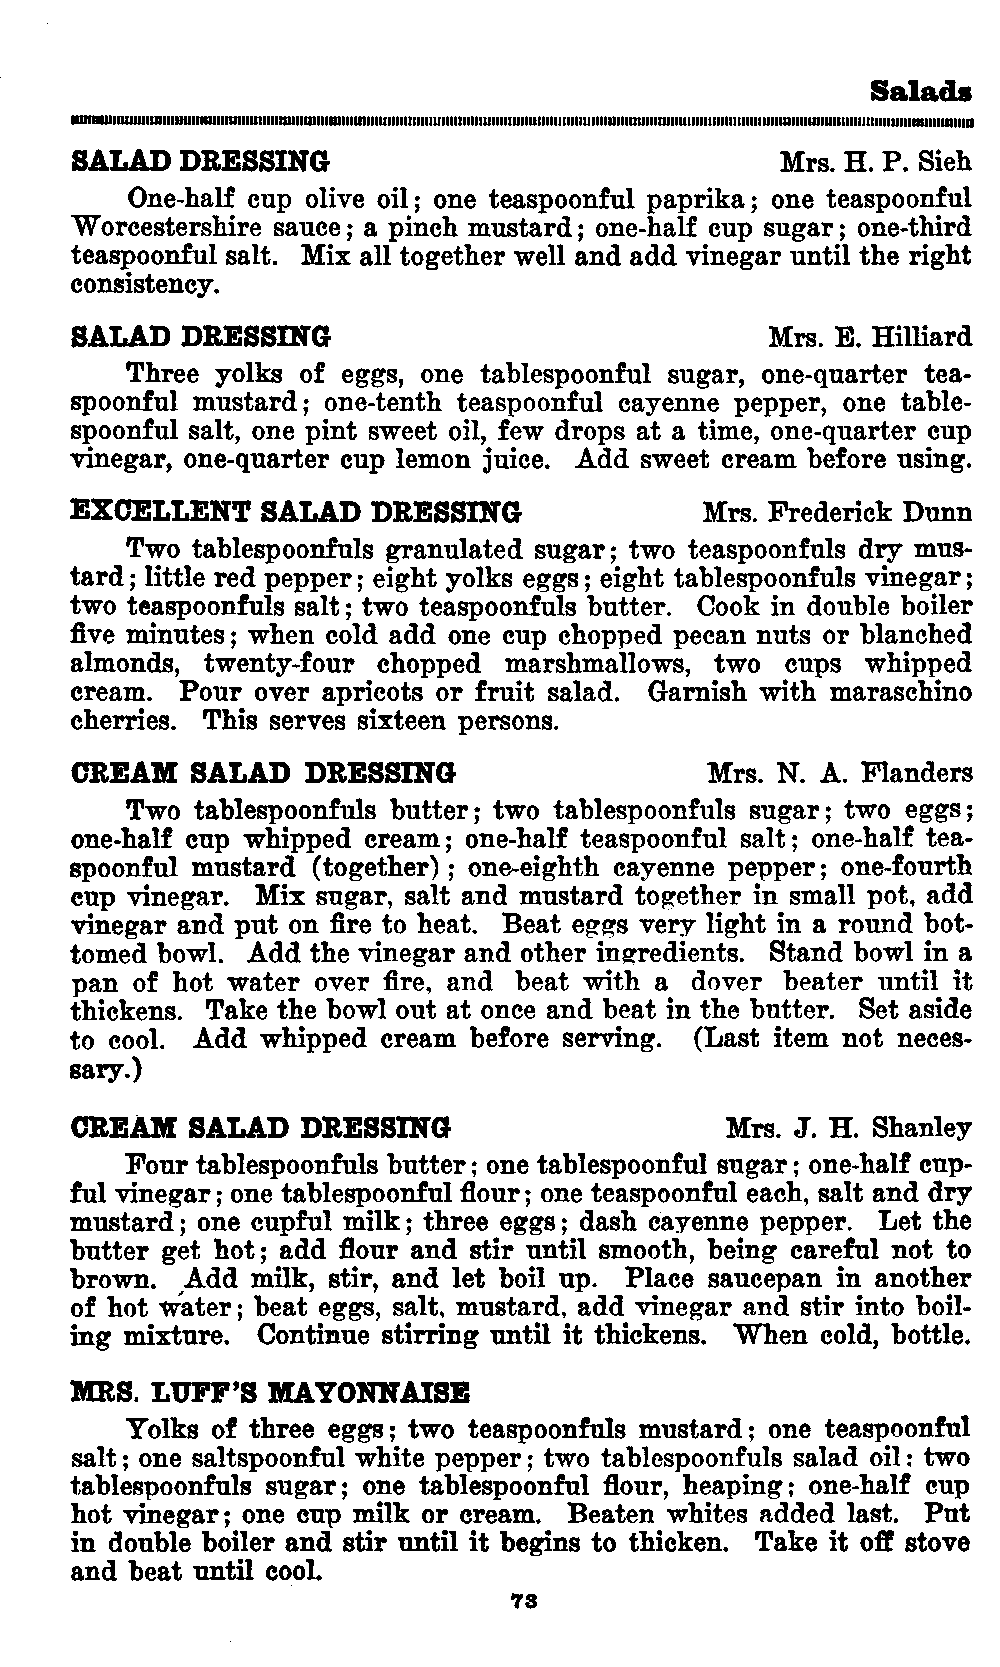 Salads
SALAD DRESSING Mrs. H. P. Sieh
One-half cup olive oil; one teaspoonful paprika; one teaspoonful
Worcestershire sauce; a pinch mustard; one-half cup sugar; one-third
teaspoonful salt. Mix all together well and add vinegar until the right
consistency.
SALAD DRESSING Mrs. E. Hilliard
Three yolks of eggs, one tablespoonful sugar, one-quarter tea-
spoonful mustard; one-tenth teaspoonful cayenne pepper, one table-
spoonful salt, one pint sweet oil, few drops at a time, one-quarter cup
vinegar, one-quarter cup lemon juice. Add sweet cream before using.
EXCELLENT SALAD DRESSING Mrs. Frederick Dunn
Two tablespoonfuls granulated sugar; two teaspoonfuls dry mus-
tard; little red pepper; eight yolks eggs; eight tablespoonfuls vinegar;
two teaspoonfuls salt; two teaspoonfuls butter. Cook in double boiler
five minutes; when cold add one cup chopped pecan nuts or blanched
almonds, twenty-four chopped marshmallows, two cups whipped
cream. Pour over apricots or fruit salad. Garnish with maraschino
cherries. This serves sixteen persons.
CREAM SALAD DRESSING Mrs. N. A. Flanders
Two tablespoonfuls butter; two tablespoonfuls sugar; two eggs;
one-half cup whipped cream; one-half teaspoonful salt; one-half tea-
spoonful mustard (together); one-eighth cayenne pepper; one-fourth
cup vinegar. Mix sugar, salt and mustard together in small pot, add
vinegar and put on fire to heat. Beat eggs very light in a round bot-
tomed bowl. Add the vinegar and other ingredients. Stand bowl in a
pan of hot water over fire, and beat with a dover beater until it
thickens. Take the bowl out at once and beat in the butter. Set aside
to cool. Add whipped cream before serving. (Last item not neces-
sary.)
CREAM SALAD DRESSING Mrs. J. H. Shanley
Four tablespoonfuls butter; one tablespoonful sugar; one-half cup-
ful vinegar; one tablespoonful flour; one teaspoonful each, salt and dry
mustard; one cupful milk; three eggs; dash cayenne pepper. Let the
butter get hot; add flour and stir until smooth, being careful not to
brown. Add milk, stir, and let boil up. Place saucepan in another
of hot water; beat eggs, salt, mustard, add vinegar and stir into boil-
ing mixture. Continue stirring until it thickens. When cold, bottle.
MRS. LUFF'S MAYONNAISE
Yolks of three eggs; two teaspoonfuls mustard; one teaspoonful
salt; one saltspoonful white pepper; two tablespoonfuls salad oil: two
tablespoonfuls sugar; one tablespoonful flour, heaping; one-half cup
hot vinegar; one cup milk or cream. Beaten whites added last. Put
in double boiler and stir until it begins to thicken. Take it off stove
and beat until cool.
73